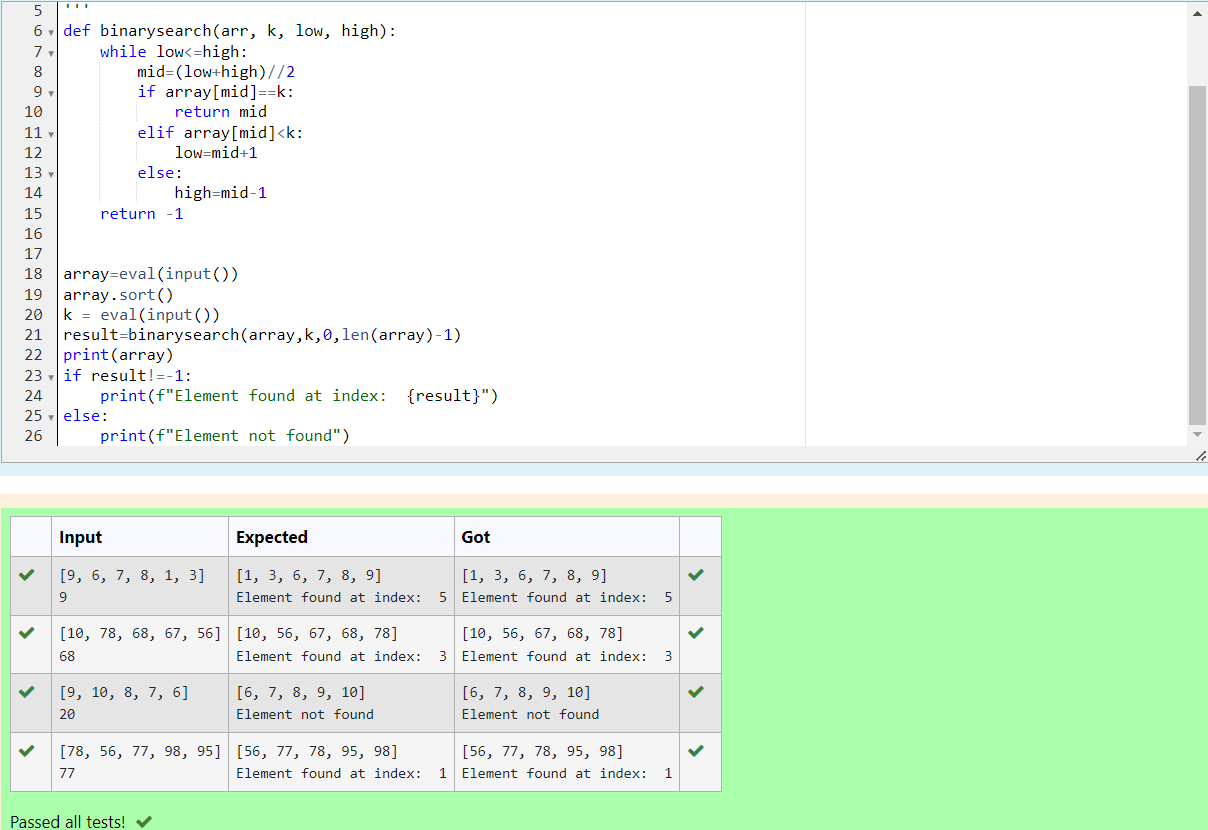 5 '''
6 def binarysearch(arr, k, low, high):
7     while low<=high:
8         mid=(low+high)//2
9         if array[mid]==k:
10             return mid
11         elif array[mid]<k:
12             low=mid+1
13         else:
14             high=mid-1
15     return -1
16
17
18 array=eval(input())
19 array.sort()
20 k = eval(input())
21 result=binarysearch(array,k,0,len(array)-1)
22 print(array)
23 if result!=-1:
24     print(f"Element found at index:  {result}")
25 else:
26     print(f"Element not found")
Input Expected Got
[9, 6, 7, 8, 1, 3] [1, 3, 6, 7, 8, 9] [1, 3, 6, 7, 8, 9]
9 Element found at index:  5 Element found at index:  5
[10, 78, 68, 67, 56] [10, 56, 67, 68, 78] [10, 56, 67, 68, 78]
68 Element found at index:  3 Element found at index:  3
[9, 10, 8, 7, 6] [6, 7, 8, 9, 10] [6, 7, 8, 9, 10]
20 Element not found Element not found
[78, 56, 77, 98, 95] [56, 77, 78, 95, 98] [56, 77, 78, 95, 98]
77 Element found at index:  1 Element found at index:  1
Passed all tests!